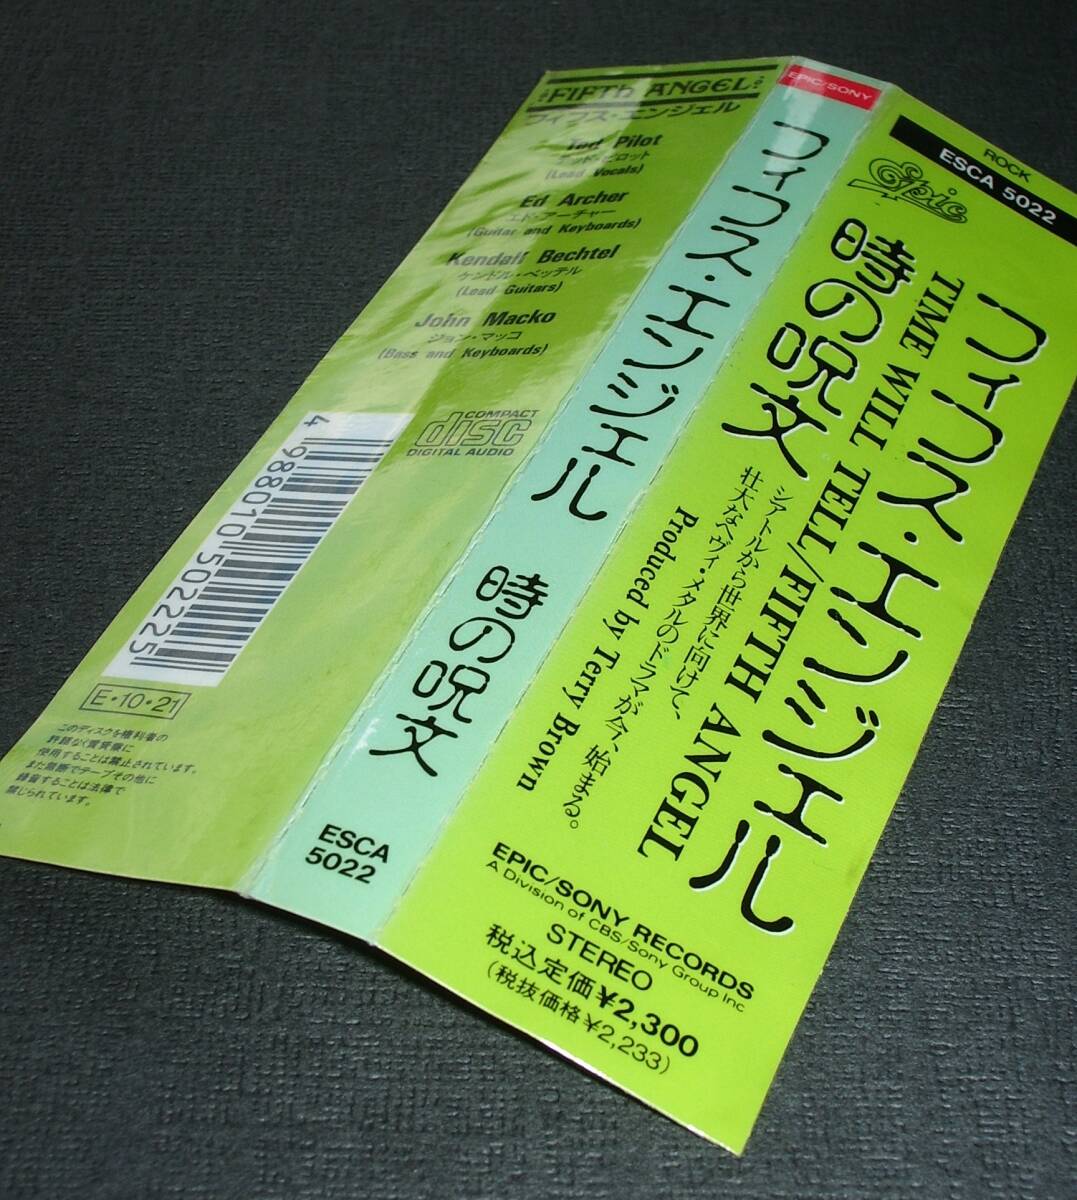 FIFTH ANGEL
フィフス・エンジェル
Ted Pilot
テッド・パイロット
(Lead Vocals)
Ed Archer
エド・アーチャー
(Guitar and Keyboards)
Kendall Bechtel
ケンドル・ベッテル
(Lead Guitars)
John Macko
ジョン・マッコ
(Bass and Keyboards)
COMPACT
disc
DIGITAL AUDIO
4 988010 502225
E・10・21
このディスクを権利者の
許諾なく賃貸業に
使用することは禁止されています。
また無断でテープその他に
録音することは法律で
禁じられています。
EPIC/SONY
フィフス・エンジェル
時の呪文
ESCA
5022
ROCK
ESCA 5022
Epic
フィフス・エンジェル
TIME WILL TELL/FIFTH ANGEL
時の呪文
シアトルから世界に向けて、
壮大なヘヴィ・メタルのドラマが今、始まる。
Produced by Terry Brown
EPIC/SONY RECORDS
A Division of CBS/Sony Group Inc
STEREO
税込定価¥2,300
(税抜価格¥2,233)